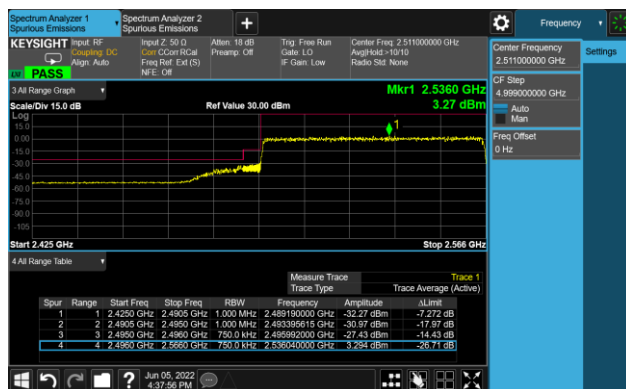 Spectrum Analyzer 1
Spurious Emissions
Spectrum Analyzer 2
Spurious Emissions
+
Frequency
KEYSIGHT
Input: RF
Coupling: DC
Align: Auto
Input Z: 50 Ω
Corr CCorr RCal
Freq Ref: Ext (S)
NFE: Off
Atten: 18 dB
Preamp: Off
Trig: Free Run
Gate: LO
IF Gain: Low
Center Freq: 2.511000000 GHz
Avg|Hold:>10/10
Radio Std: None
PASS
Center Frequency
2.511000000 GHz
Settings
CF Step
4.999000000 GHz
Auto
Man
Freq Offset
0 Hz
3 All Range Graph
Mkr1 2.5360 GHz
3.27 dBm
Scale/Div 15.0 dB
Ref Value 30.00 dBm
Log
15.0
0.00
-15.0
-30.0
-45.0
-60.0
-75.0
-90.0
-105
1
Start 2.425 GHz
Stop 2.566 GHz
4 All Range Table
Measure Trace Trace 1
Trace Type Trace Average (Active)
Spur Range Start Freq Stop Freq RBW Frequency Amplitude ΔLimit
1 1 2.4250 GHz 2.4905 GHz 1.000 MHz 2.489190000 GHz -32.27 dBm -7.272 dB
2 2 2.4905 GHz 2.4950 GHz 1.000 MHz 2.493395615 GHz -30.97 dBm -17.97 dB
3 3 2.4950 GHz 2.4960 GHz 750.0 kHz 2.495992000 GHz -27.43 dBm -14.43 dB
4 4 2.4960 GHz 2.5660 GHz 750.0 kHz 2.536040000 GHz 3.294 dBm -26.71 dB
?
Jun 05, 2022
4:37:56 PM